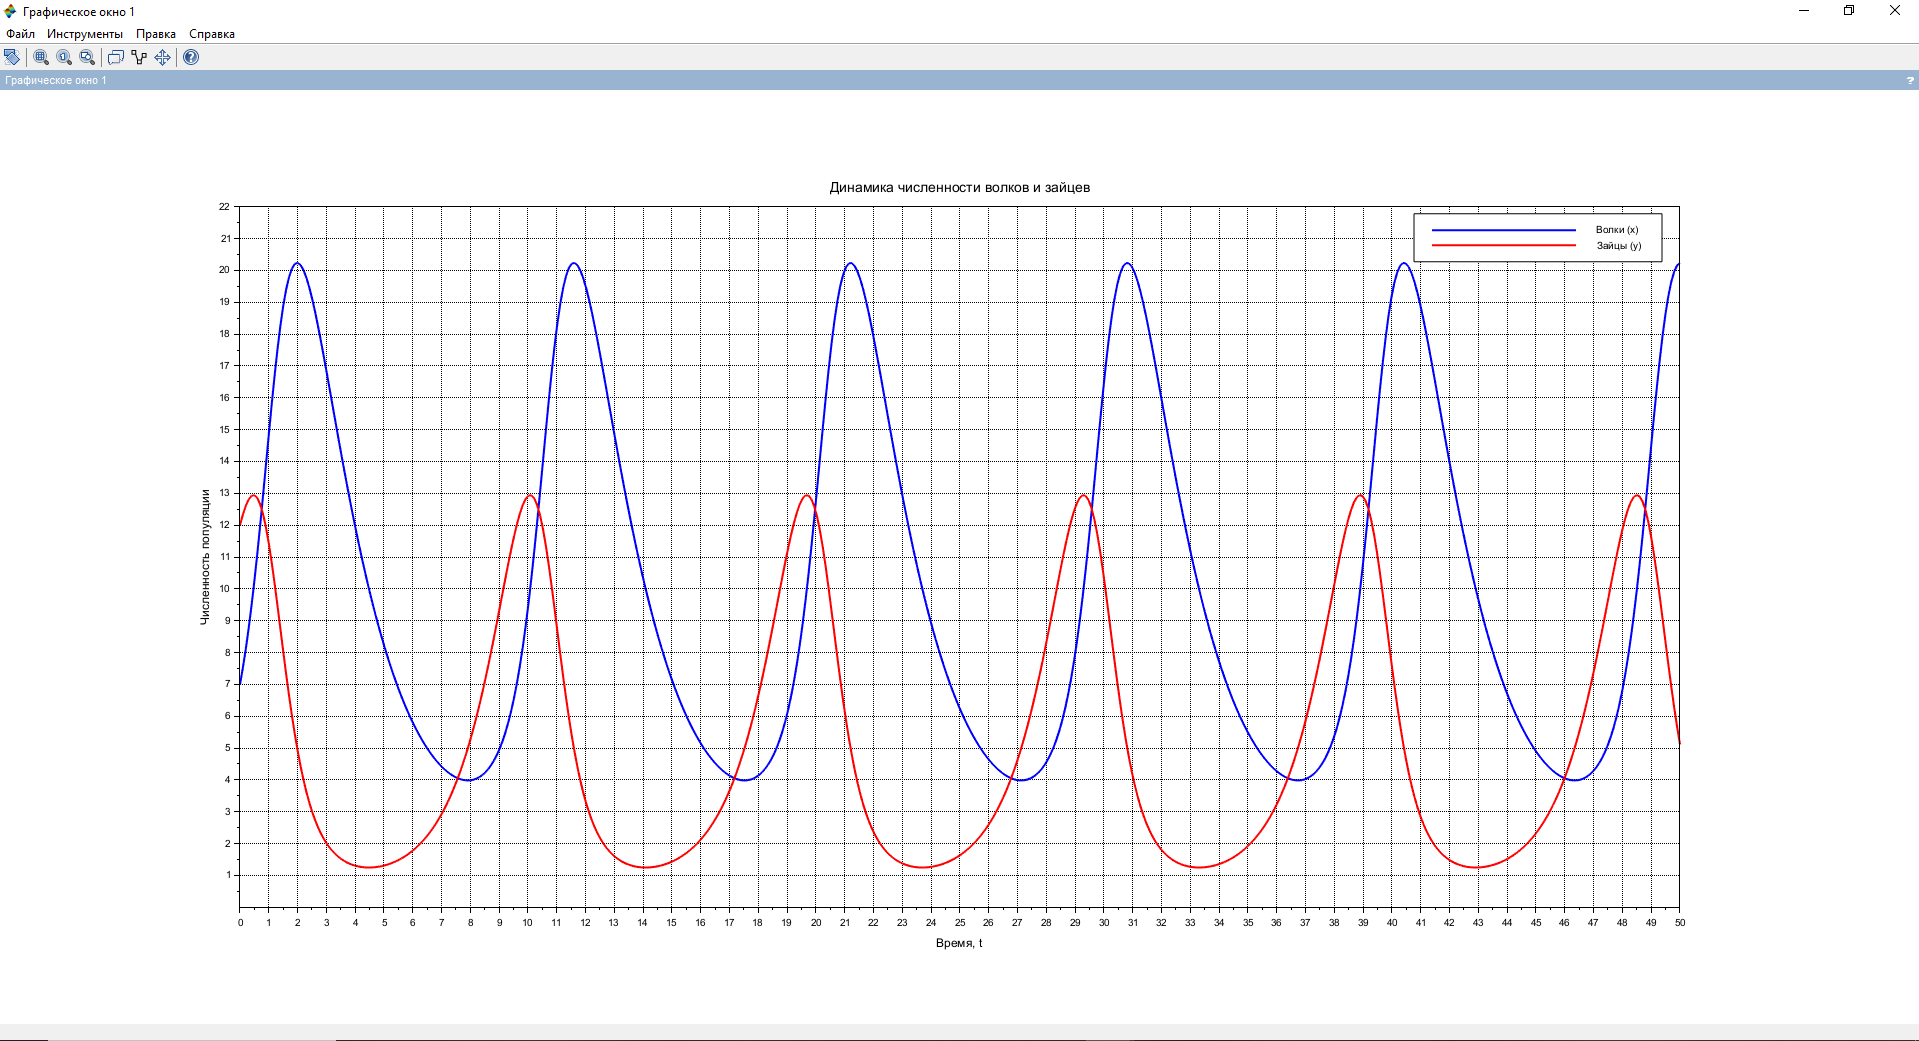 Графическое окно 1
Файл Инструменты Правка Справка
Графическое окно 1 ?
Динамика численности волков и зайцев
Волки (x)
Зайцы (y)
Численность популяции
22
21
20
19
18
17
16
15
14
13
12
11
10
9
8
7
6
5
4
3
2
1
0 1 2 3 4 5 6 7 8 9 10 11 12 13 14 15 16 17 18 19 20 21 22 23 24 25 26 27 28 29 30 31 32 33 34 35 36 37 38 39 40 41 42 43 44 45 46 47 48 49 50
Время, t